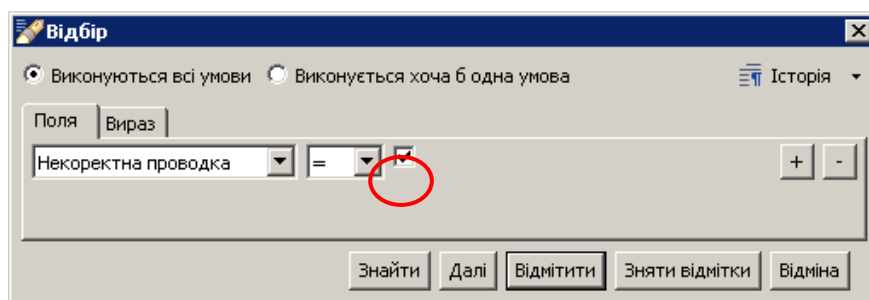 Відбір
Виконуються всі умови Виконується хоча б одна умова Історія
Поля Вираз
Некоректна проводка = + -
Знайти Далі Відмітити Зняти відмітки Відміна